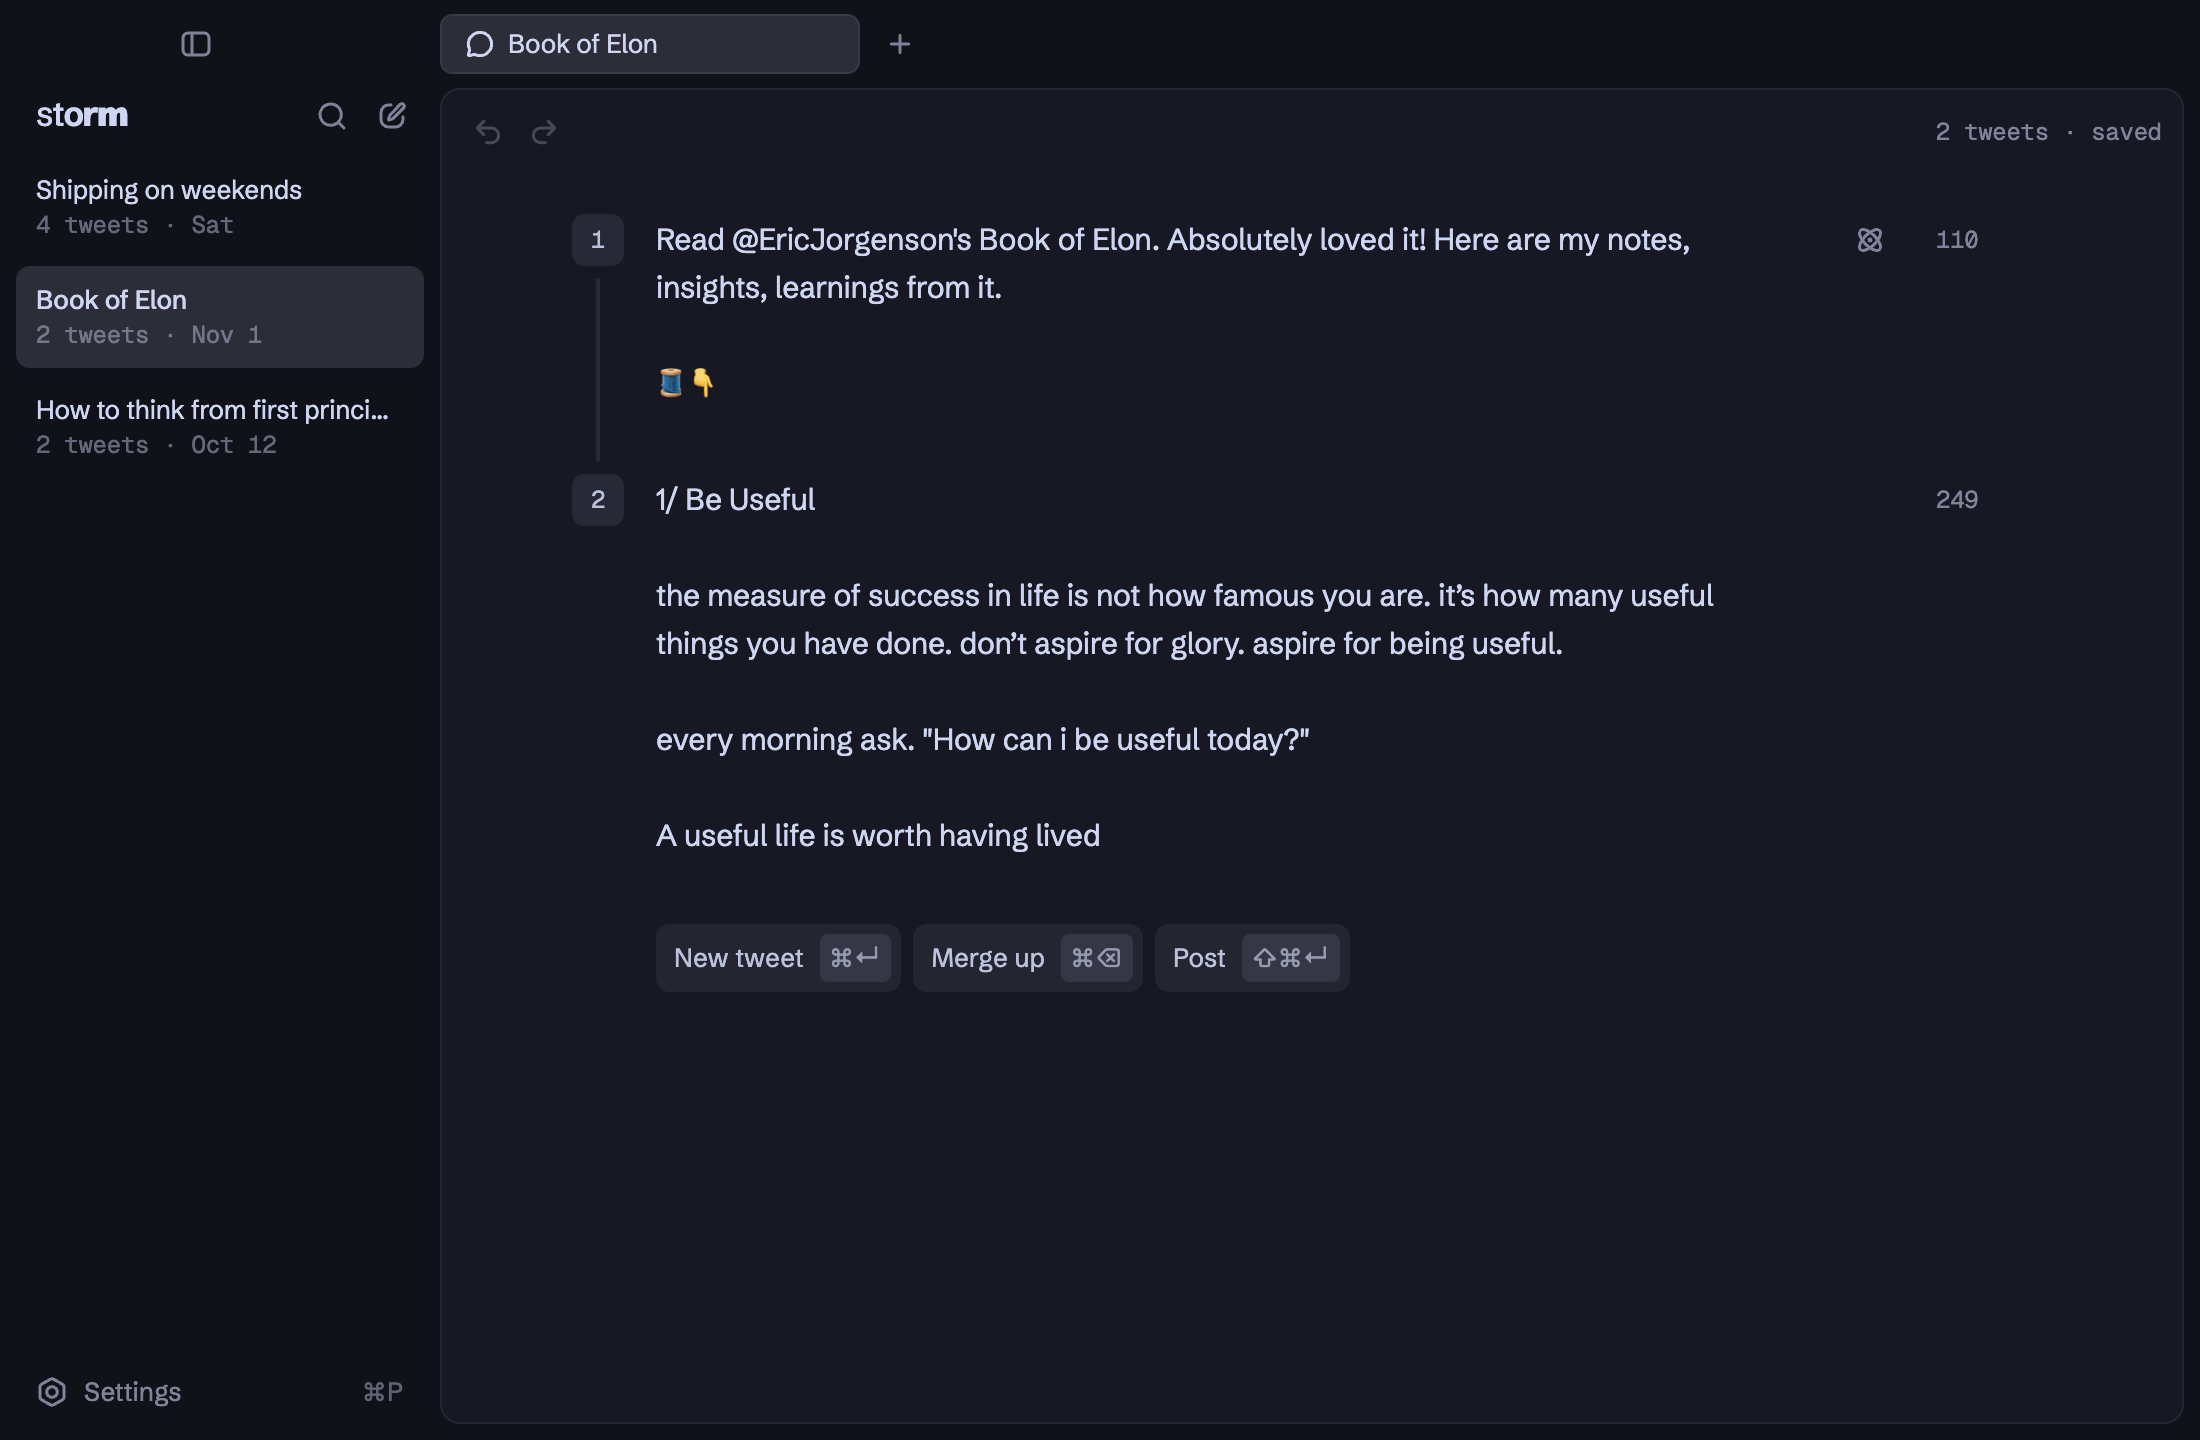 Book of Elon
storm
2 tweets · saved
Shipping on weekends
4 tweets · Sat
Book of Elon
2 tweets · Nov 1
How to think from first princi...
2 tweets · Oct 12
1
Read @EricJorgenson's Book of Elon. Absolutely loved it! Here are my notes,
110
insights, learnings from it.
🧵👇
2
1/ Be Useful
249
the measure of success in life is not how famous you are. it’s how many useful
things you have done. don’t aspire for glory. aspire for being useful.
every morning ask. "How can i be useful today?"
A useful life is worth having lived
New tweet ⌘↵
Merge up ⌘⌫
Post ⇧⌘↵
Settings
⌘P